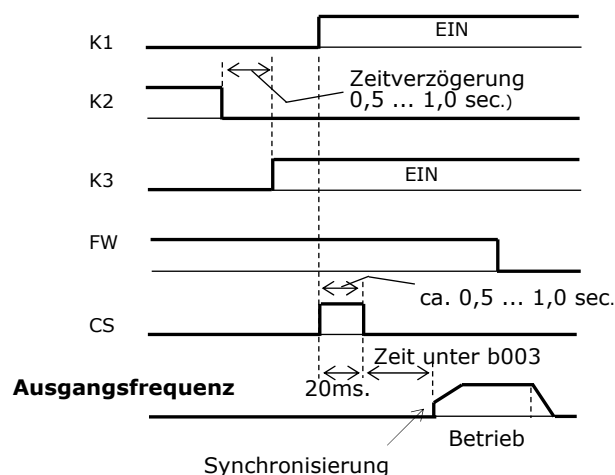 K1
EIN
K2
Zeitverzögerung
0,5 ... 1,0 sec.)
K3
EIN
FW
ca. 0,5 ... 1,0 sec.
CS
Zeit unter b003
Ausgangsfrequenz
20ms.
Betrieb
Synchronisierung